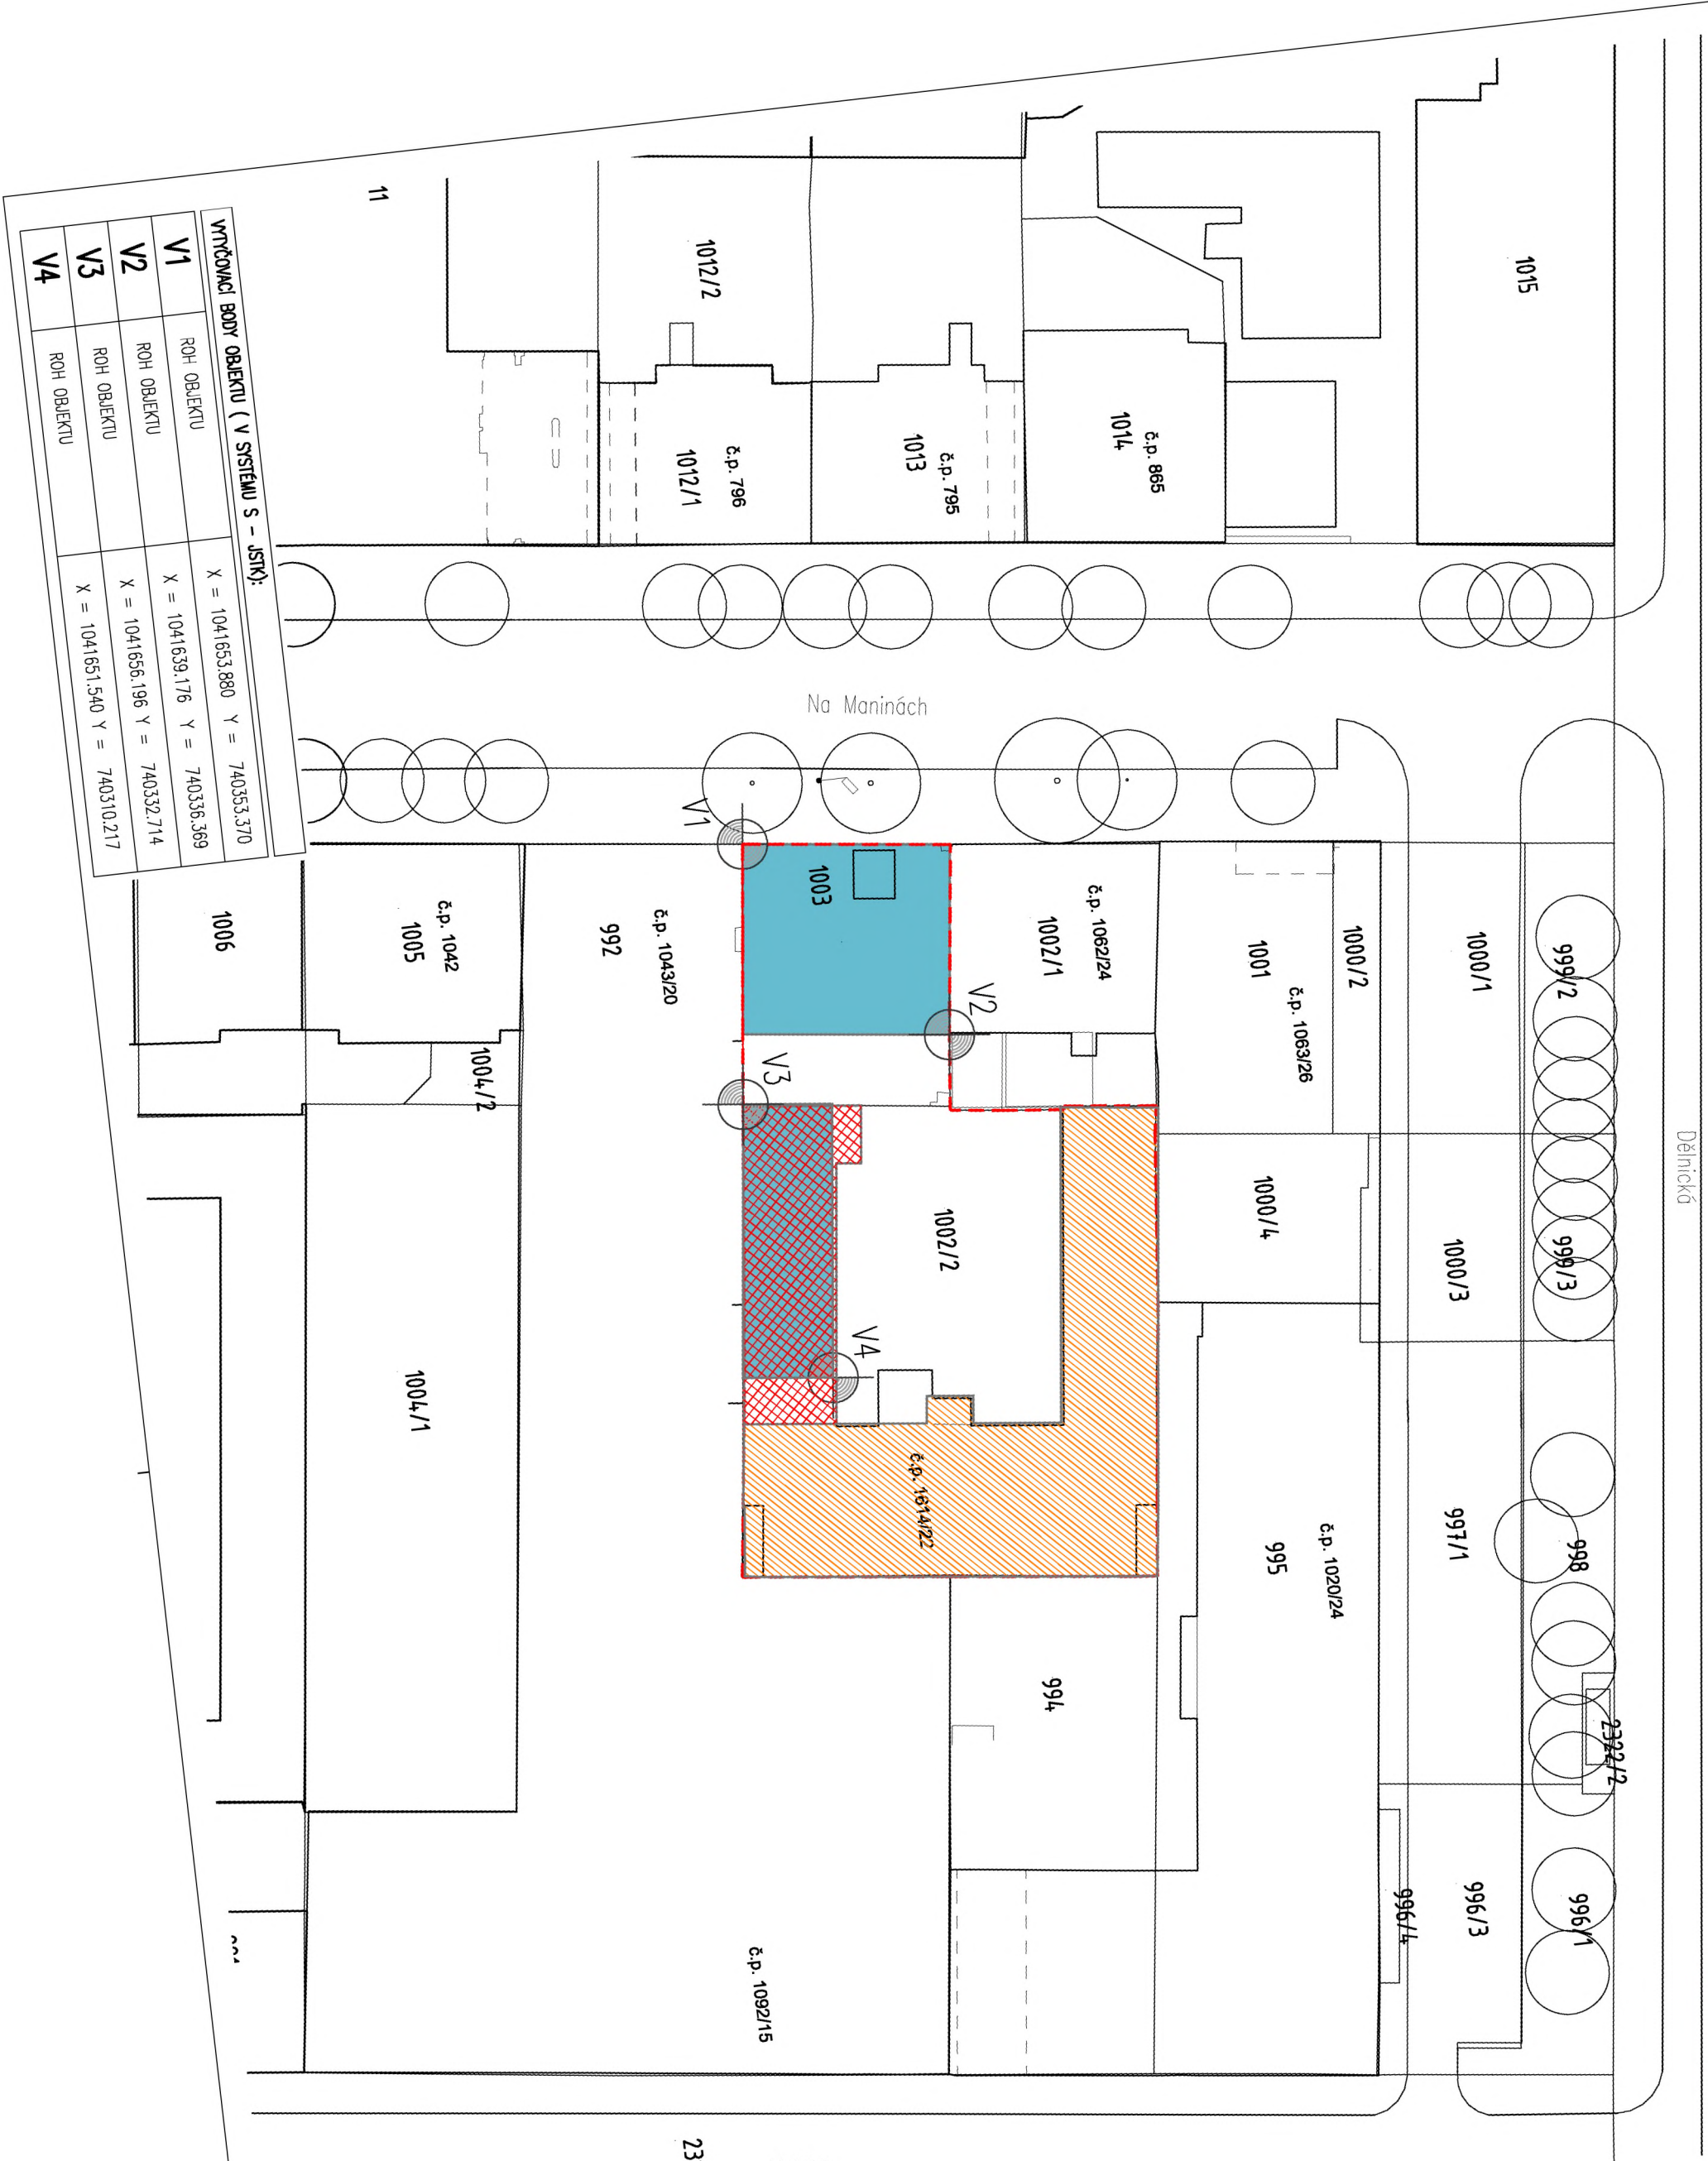 Dělnická
Na Maninách
1015
č.p. 865
1014
č.p. 795
1013
1012/2
č.p. 796
1012/1
11
999/2
999/3
998
2322/2
996/1
1000/1
1000/3
997/1
996/3
996/4
1000/2
č.p. 1063/26
1001
1000/4
č.p. 1020/24
995
č.p. 1062/24
1002/1
994
V2
1002/2
č.p. 1614/22
V4
1003
V3
V1
č.p. 1092/15
23
č.p. 1043/20
992
1004/2
č.p. 1042
1005
1004/1
1006
VYTYČOVACÍ BODY OBJEKTU ( V SYSTÉMU S - JSTK):
V1 ROH OBJEKTU X = 1041653.880 Y = 740353.370
V2 ROH OBJEKTU X = 1041639.176 Y = 740336.369
V3 ROH OBJEKTU X = 1041656.196 Y = 740332.714
V4 ROH OBJEKTU X = 1041651.540 Y = 740310.217